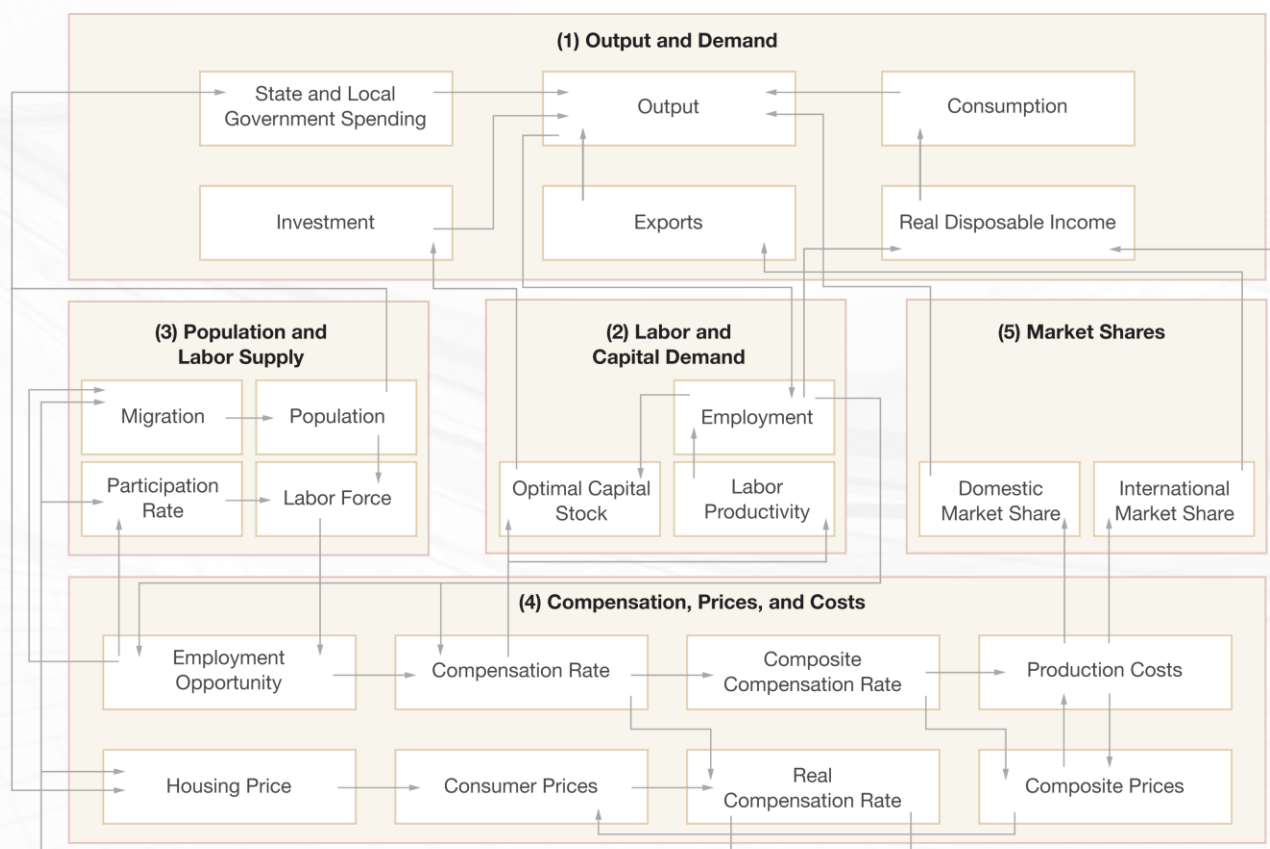 (1) Output and Demand
State and Local
Government Spending
Output
Consumption
Investment
Exports
Real Disposable Income
(3) Population and
Labor Supply
Migration
Population
Participation
Rate
Labor Force
(2) Labor and
Capital Demand
Employment
Optimal Capital
Stock
Labor
Productivity
(5) Market Shares
Domestic
Market Share
International
Market Share
(4) Compensation, Prices, and Costs
Employment
Opportunity
Compensation Rate
Composite
Compensation Rate
Production Costs
Housing Price
Consumer Prices
Real
Compensation Rate
Composite Prices